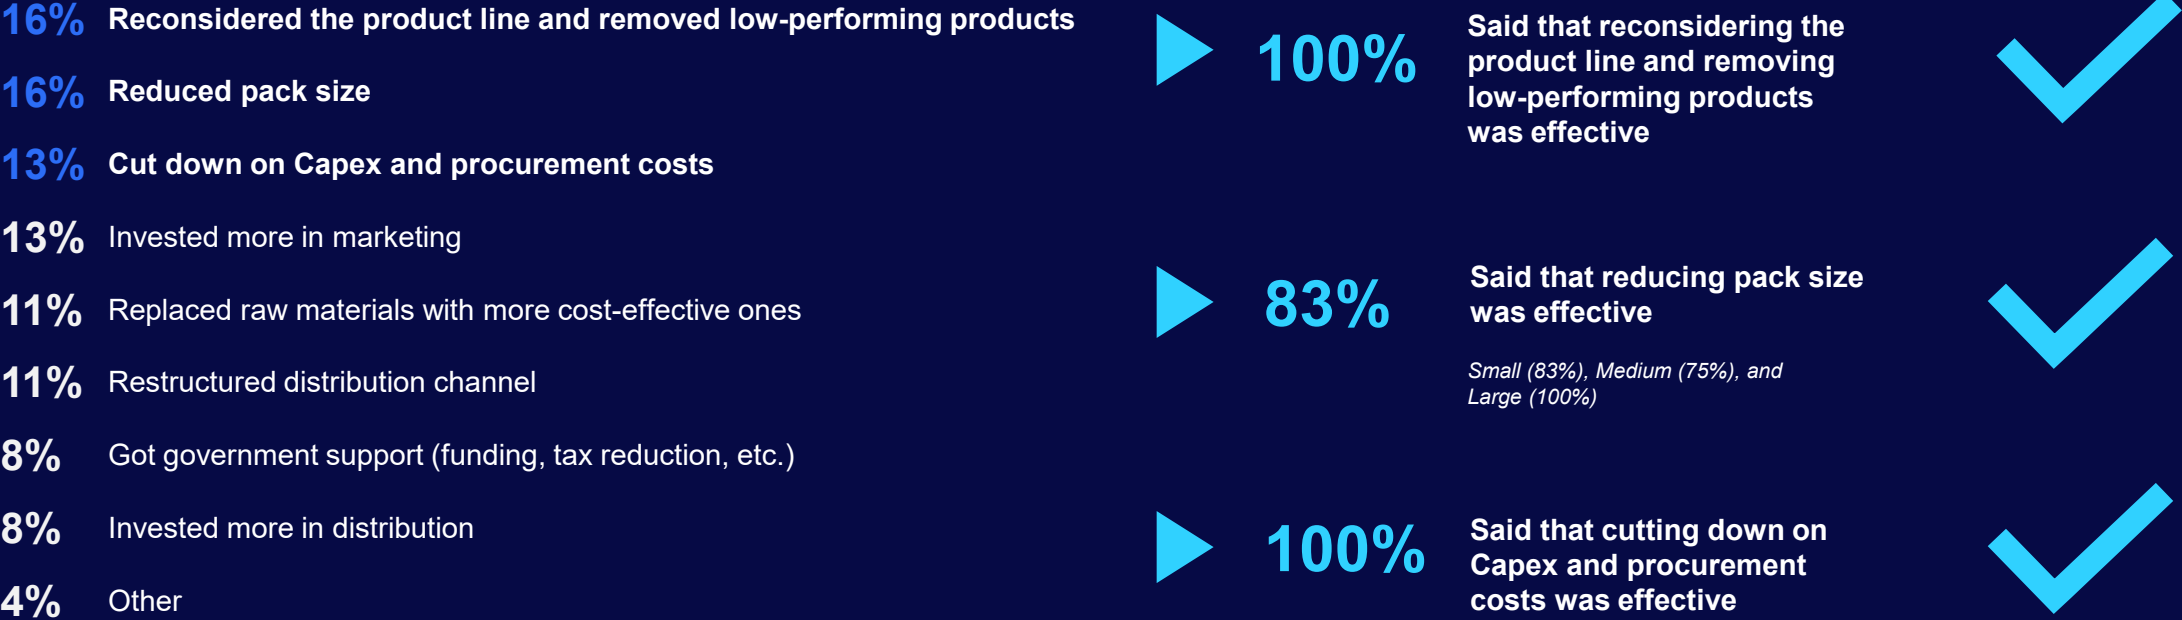 16% Reconsidered the product line and removed low-performing products
16% Reduced pack size
13% Cut down on Capex and procurement costs
13% Invested more in marketing
11% Replaced raw materials with more cost-effective ones
11% Restructured distribution channel
8% Got government support (funding, tax reduction, etc.)
8% Invested more in distribution
4% Other
100%
Said that reconsidering the
product line and removing
low-performing products
was effective
83%
Said that reducing pack size
was effective
Small (83%), Medium (75%), and
Large (100%)
100%
Said that cutting down on
Capex and procurement
costs was effective